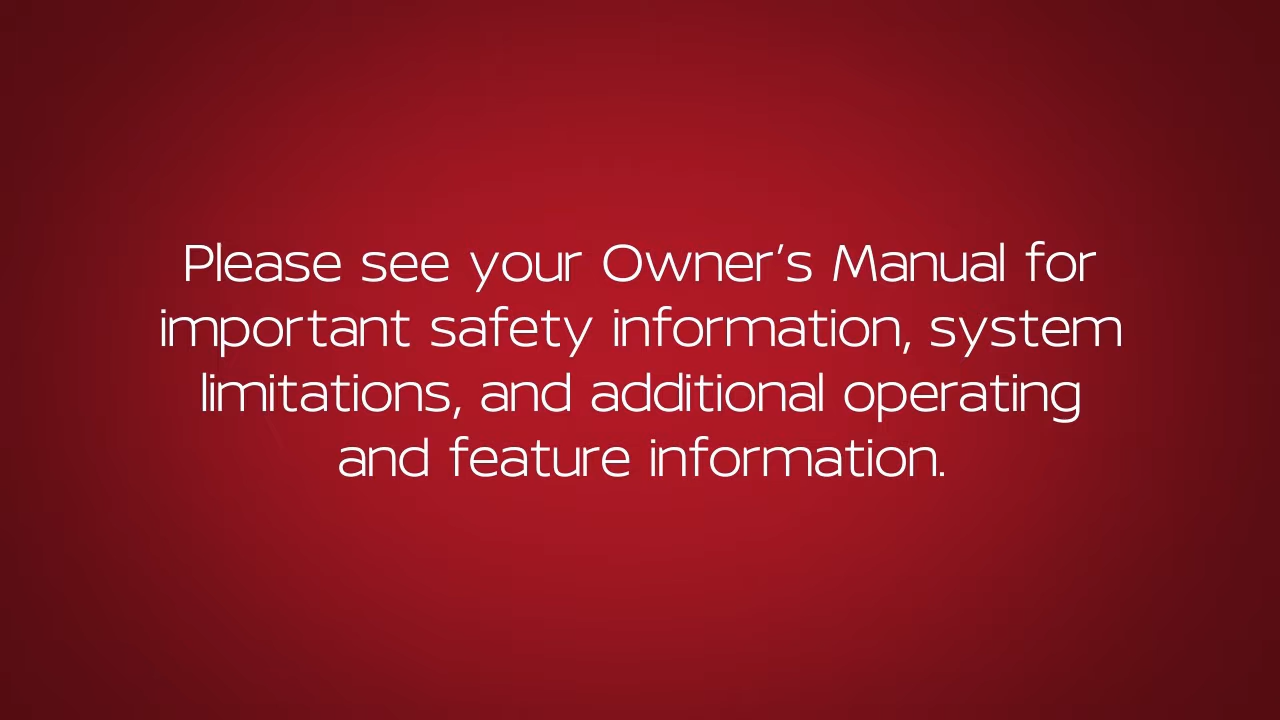 Please see your Owner’s Manual for
important safety information, system
limitations, and additional operating
and feature information.